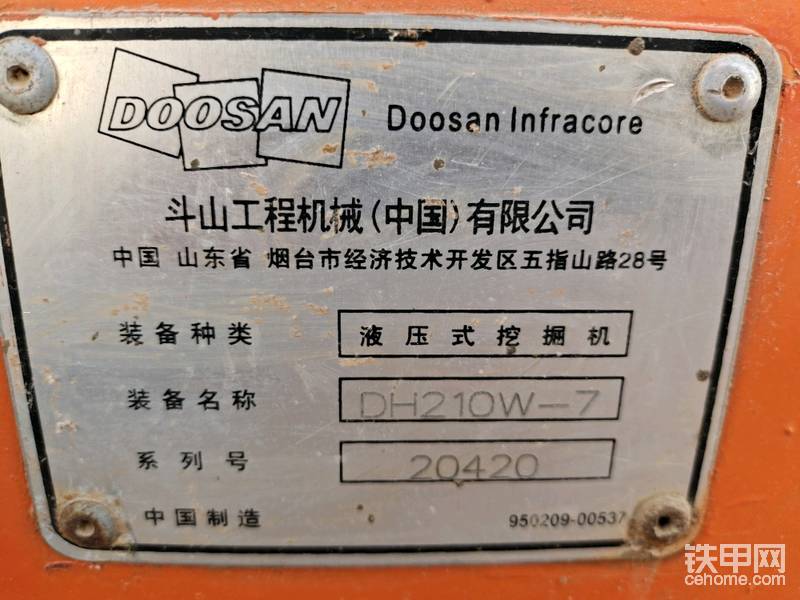 DOOSAN Doosan Infracore
斗山工程机械(中国)有限公司
中国 山东省 烟台市经济技术开发区五指山路28号
装备种类 液压式挖掘机
装备名称 DH210W-7
系列号 20420
中国制造 950209-00537
铁甲网
cehome.com